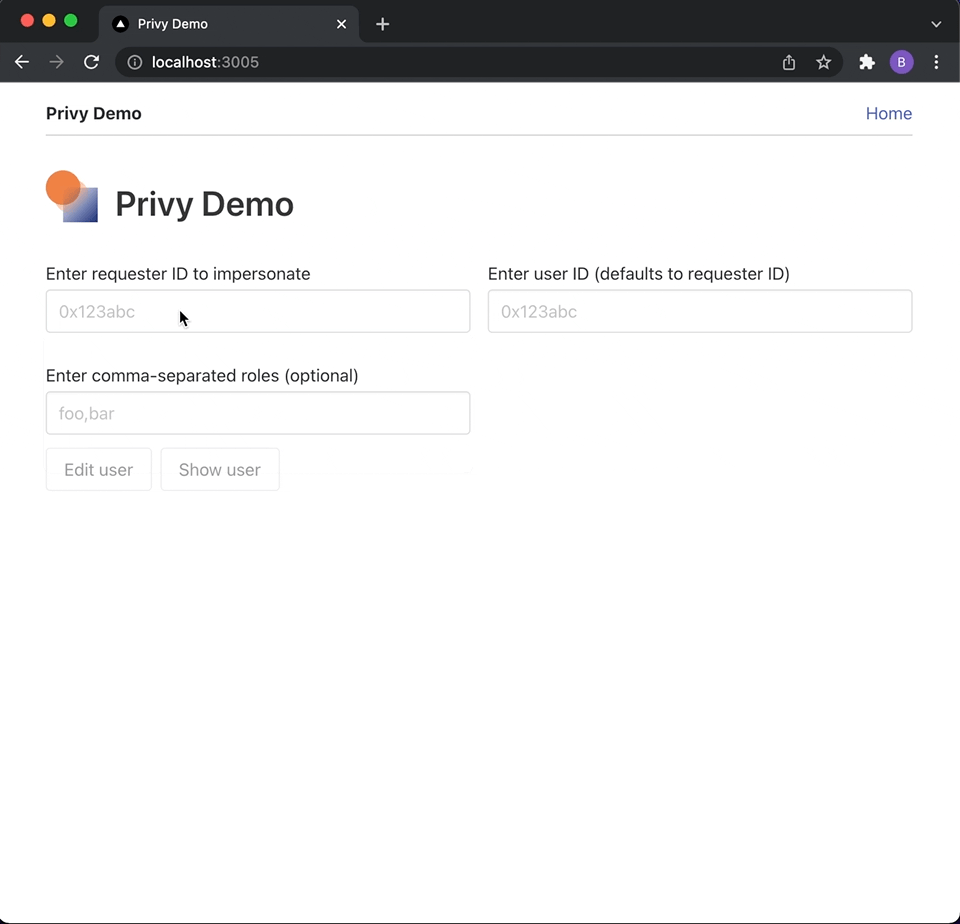 Privy Demo
localhost:3005
B
Privy Demo
Home
Privy Demo
Enter requester ID to impersonate
Enter user ID (defaults to requester ID)
0x123abc
0x123abc
Enter comma-separated roles (optional)
foo,bar
Edit user
Show user